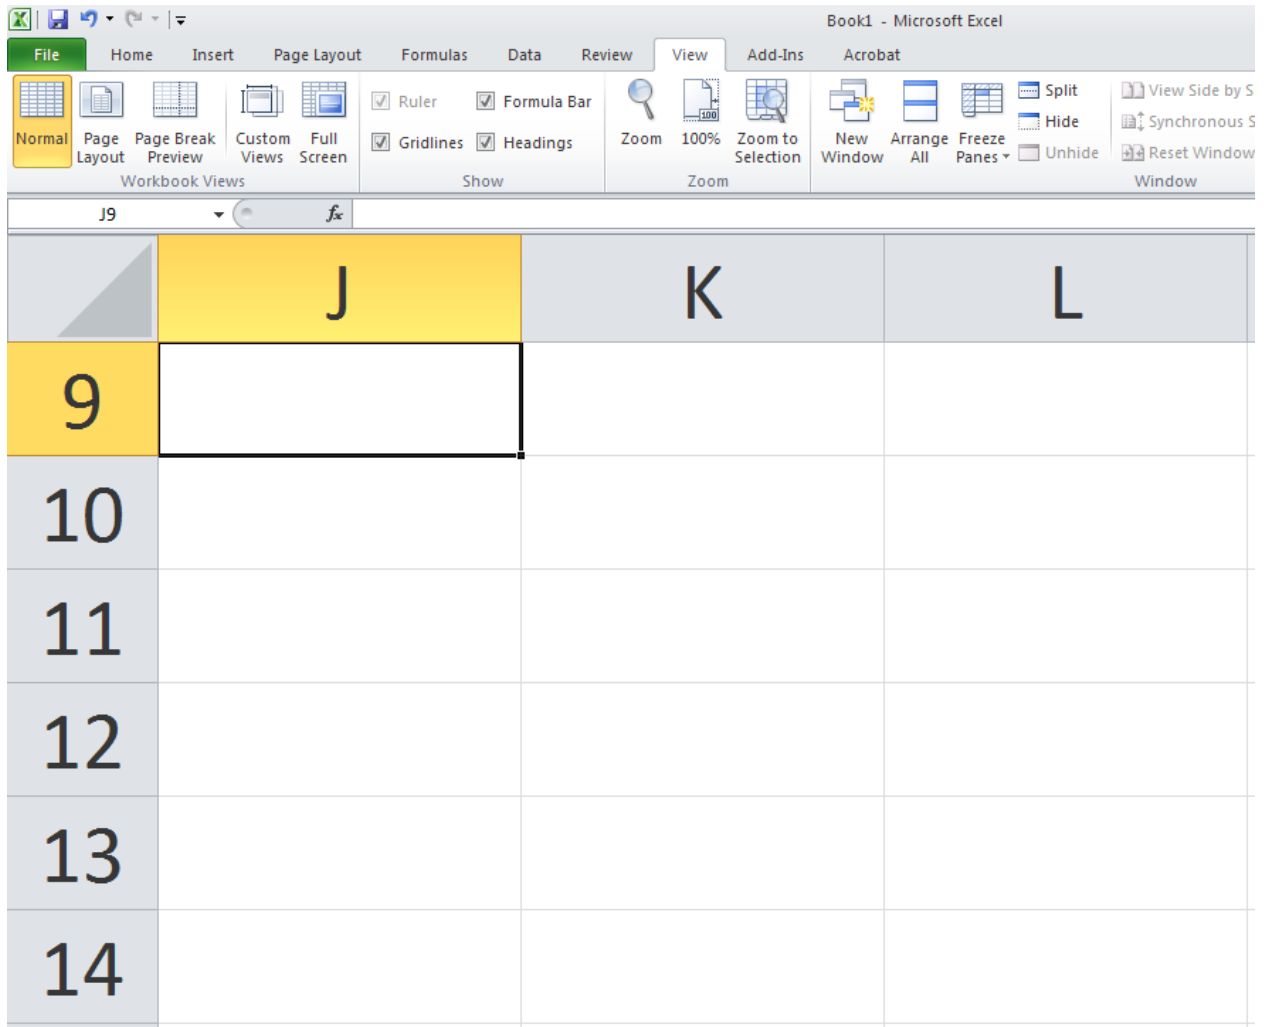 Book1 - Microsoft Excel
File Home Insert Page Layout Formulas Data Review View Add-Ins Acrobat
Normal
Page Layout
Page Break Preview
Custom Views
Full Screen
Workbook Views
Ruler
Formula Bar
Gridlines
Headings
Show
Zoom
100%
100
Zoom to Selection
Zoom
New Window
Arrange All
Freeze Panes
Split
Hide
Unhide
View Side by S
Synchronous S
Reset Window
Window
J9
fx
J K L
9
10
11
12
13
14